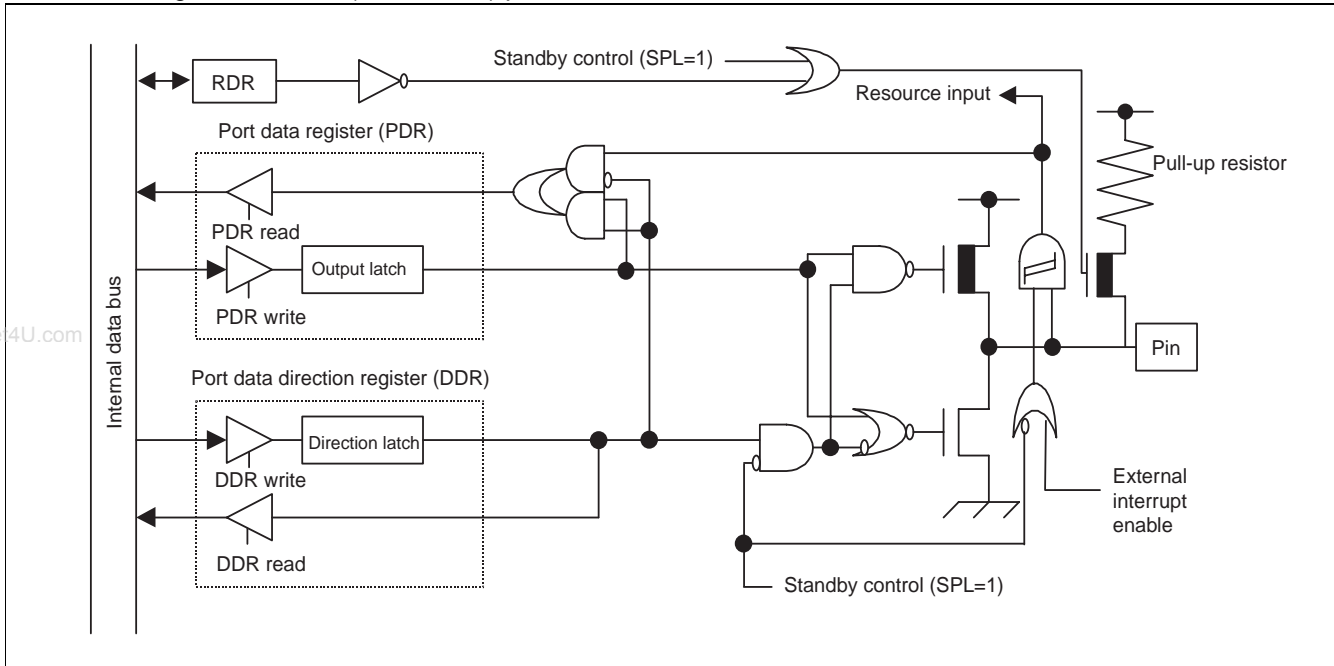 Standby control (SPL=1)
RDR
Resource input
Port data register (PDR)
Pull-up resistor
PDR read
Output latch
PDR write
Internal data bus
t4U.com
Pin
Port data direction register (DDR)
Direction latch
DDR write
External
interrupt
enable
DDR read
Standby control (SPL=1)